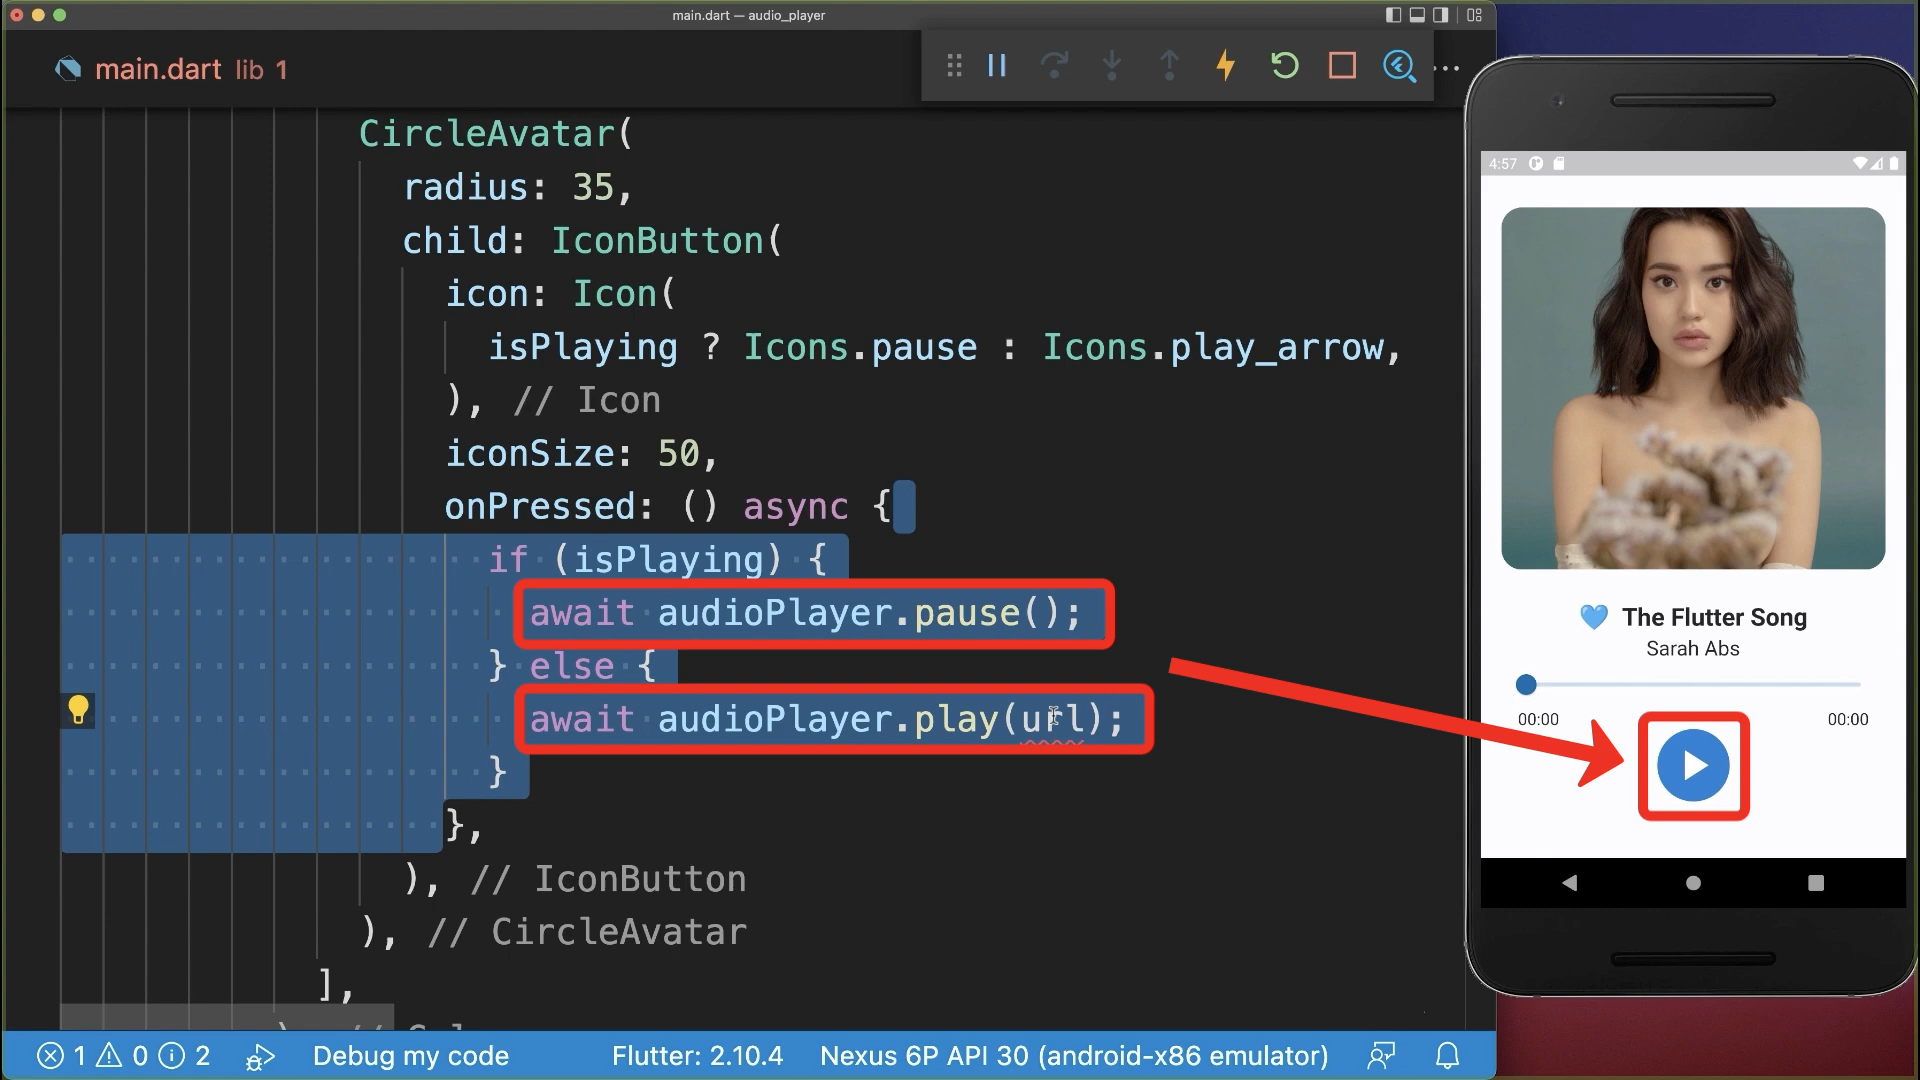 main.dart — audio_player
main.dart lib 1
CircleAvatar(
radius: 35,
child: IconButton(
icon: Icon(
isPlaying ? Icons.pause : Icons.play_arrow,
), // Icon
iconSize: 50,
onPressed: () async {
if (isPlaying) {
await audioPlayer.pause();
} else {
await audioPlayer.play(url);
}
},
), // IconButton
), // CircleAvatar
],
1 0 2 Debug my code Flutter: 2.10.4 Nexus 6P API 30 (android-x86 emulator)
4:57
💙 The Flutter Song
Sarah Abs
00:00 00:00